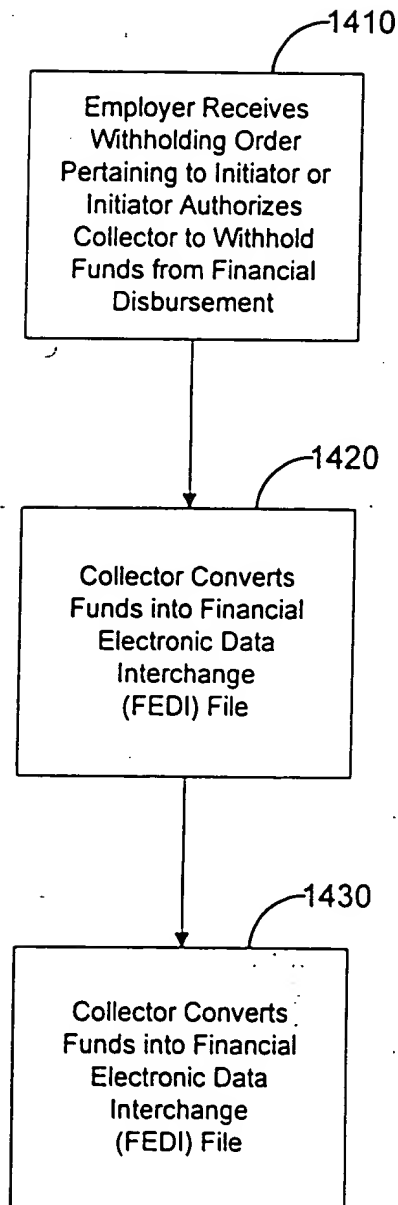 1410
Employer Receives
Withholding Order
Pertaining to Initiator or
Initiator Authorizes
Collector to Withhold
Funds from Financial
Disbursement
1420
Collector Converts
Funds into Financial
Electronic Data
Interchange
(FEDI) File
1430
Collector Converts
Funds into Financial
Electronic Data
Interchange
(FEDI) File